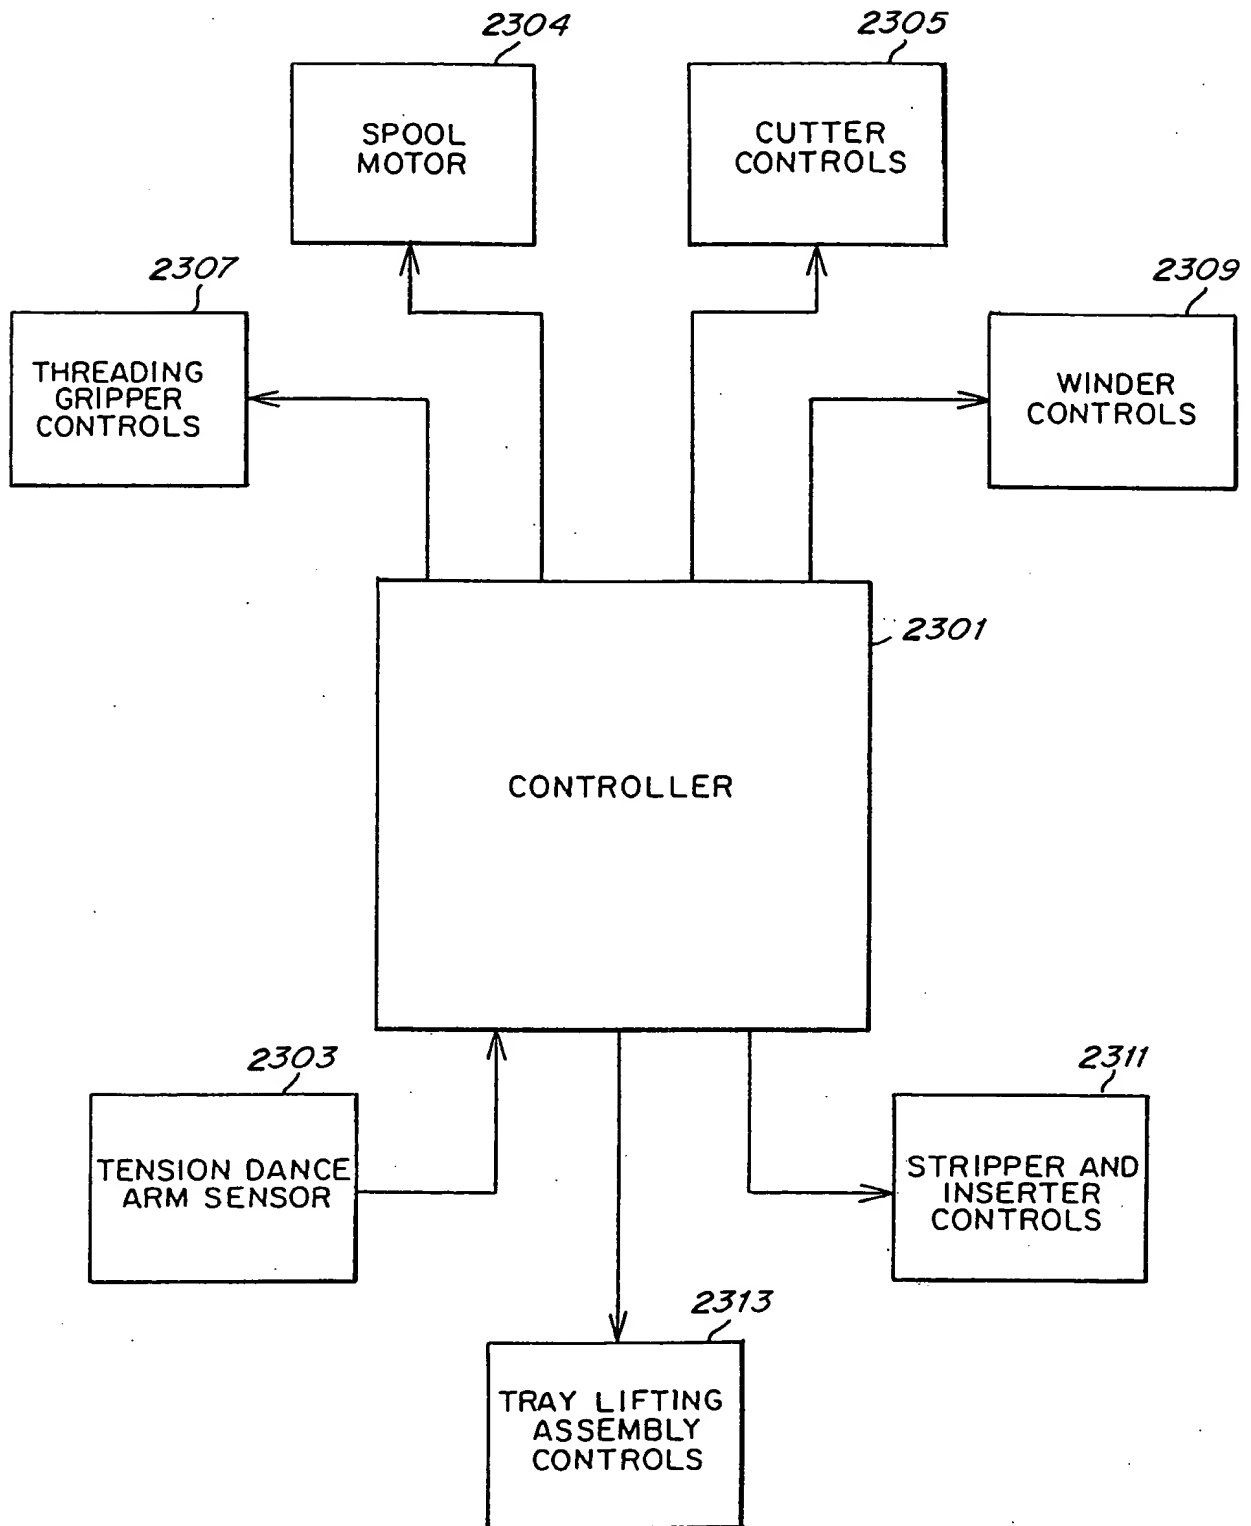 2304
SPOOL
MOTOR
2305
CUTTER
CONTROLS
2307
THREADING
GRIPPER
CONTROLS
2309
WINDER
CONTROLS
2301
CONTROLLER
2303
TENSION DANCE
ARM SENSOR
2311
STRIPPER AND
INSERTER
CONTROLS
2313
TRAY LIFTING
ASSEMBLY
CONTROLS